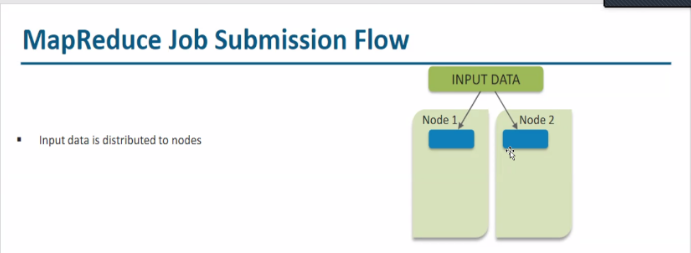 MapReduce Job Submission Flow
INPUT DATA
Node 1
Node 2
▪ Input data is distributed to nodes